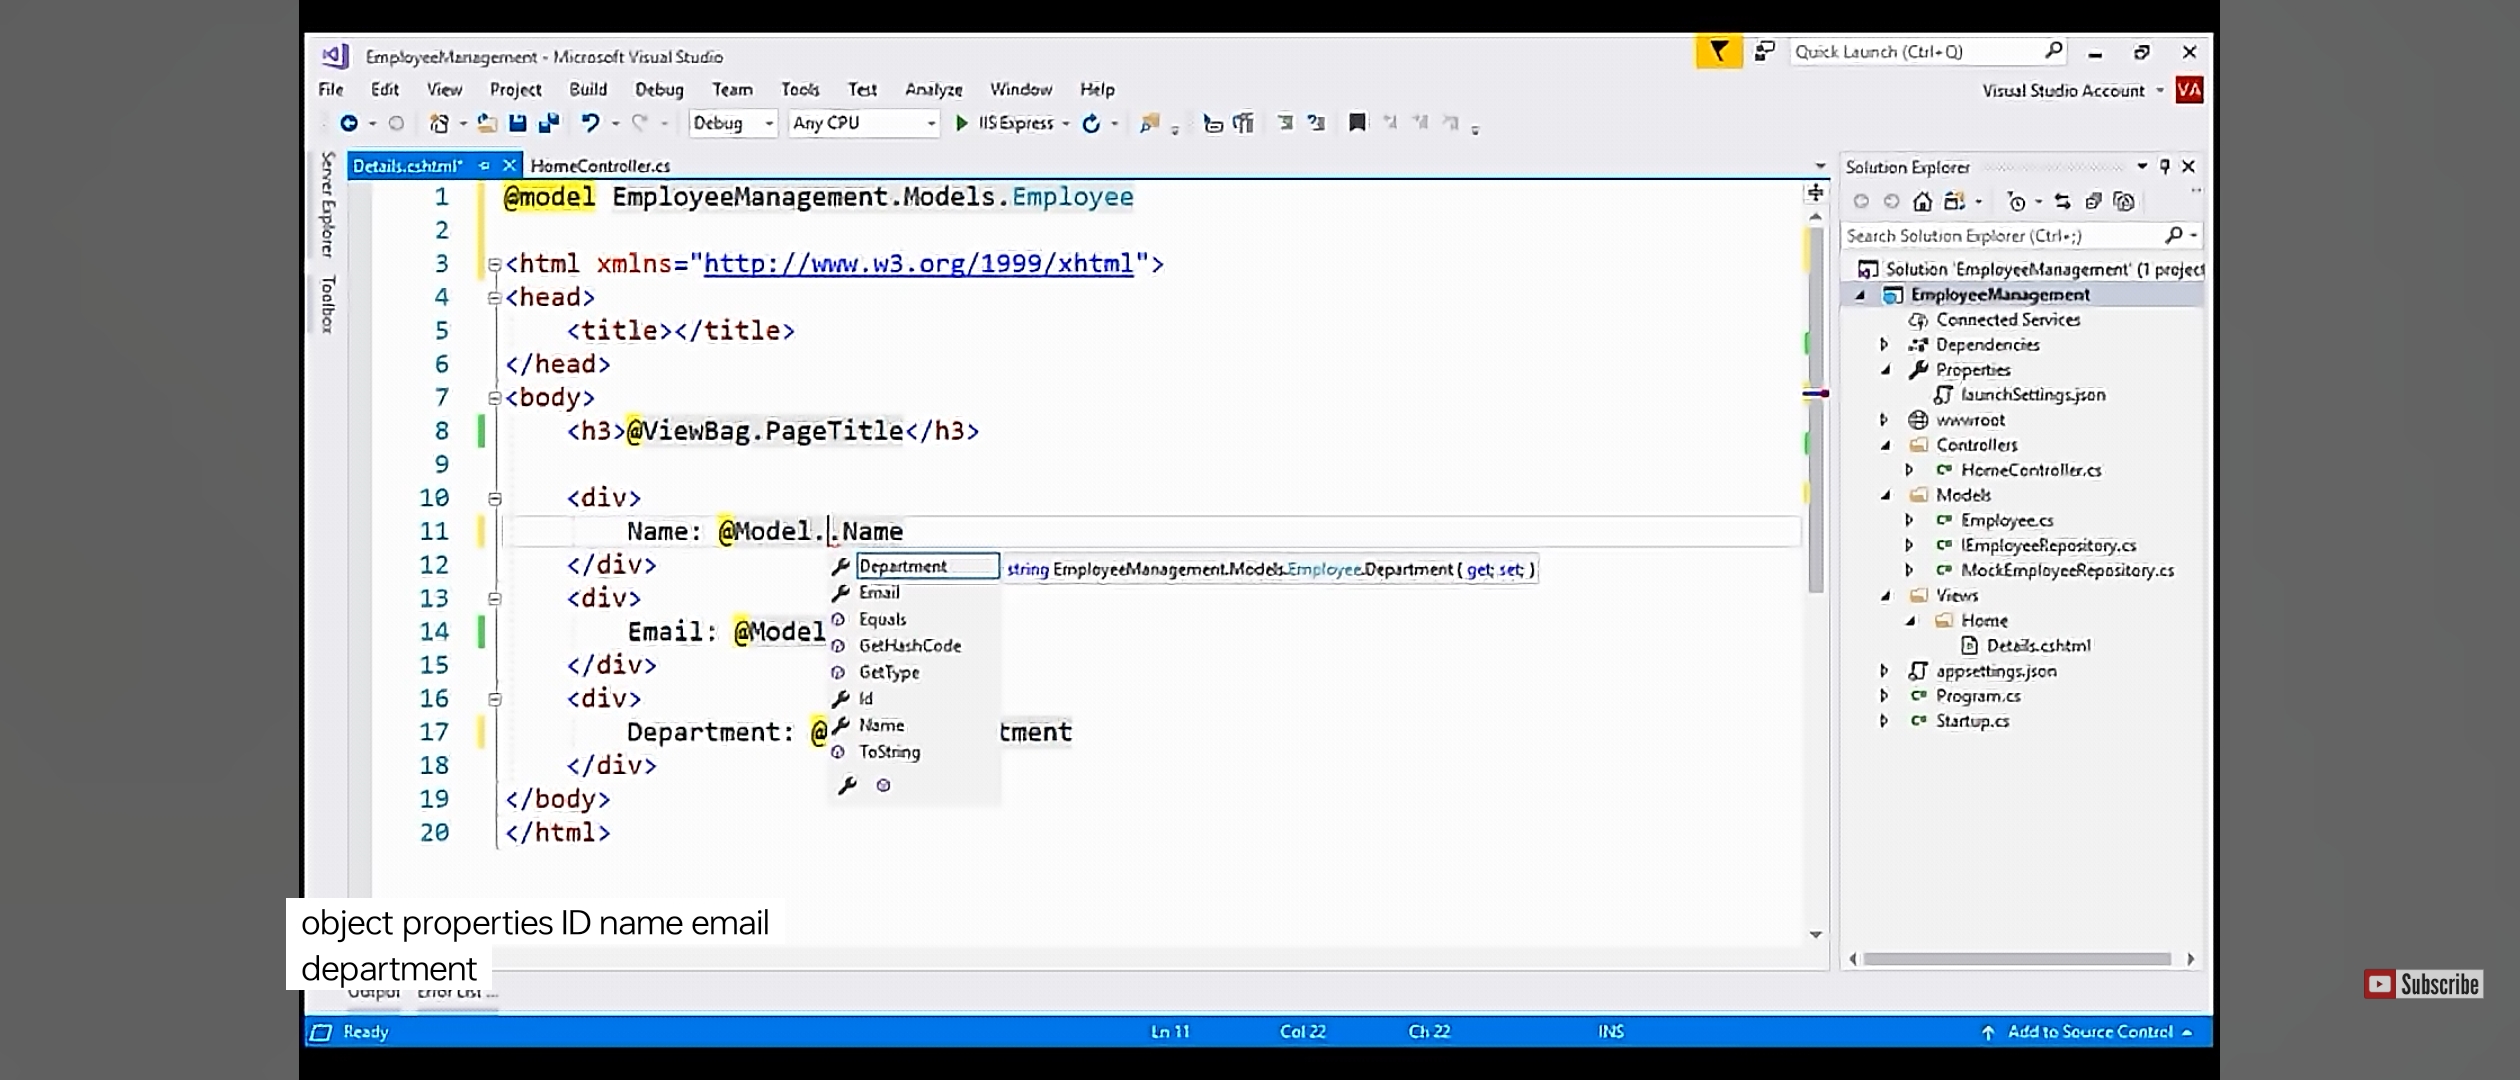 EmployeeManagement - Microsoft Visual Studio
Quick Launch (Ctrl+Q)
File Edit View Project Build Debug Team Tools Test Analyze Window Help
Visual Studio Account VA
Debug Any CPU IIS Express
Server Explorer
Toolbox
Details.cshtml* HomeController.cs
1 @model EmployeeManagement.Models.Employee
2
3 <html xmlns="http://www.w3.org/1999/xhtml">
4 <head>
5 <title></title>
6 </head>
7 <body>
8 <h3>@ViewBag.PageTitle</h3>
9
10 <div>
11 Name: @Model..Name
12 </div>
13 <div>
14 Email: @Model
15 </div>
16 <div>
17 Department: @ tment
18 </div>
19 </body>
20 </html>
Department
string EmployeeManagement.Models.Employee.Department { get; set; }
Email
Equals
GetHashCode
GetType
Id
Name
ToString
Solution Explorer
Search Solution Explorer (Ctrl+;)
Solution 'EmployeeManagement' (1 project
EmployeeManagement
Connected Services
Dependencies
Properties
launchSettings.json
wwwroot
Controllers
HomeController.cs
Models
Employee.cs
IEmployeeRepository.cs
MockEmployeeRepository.cs
Views
Home
Details.cshtml
appsettings.json
Program.cs
Startup.cs
object properties ID name email
department
Output Error List ...
Subscribe
Ready Ln 11 Col 22 Ch 22 INS Add to Source Control